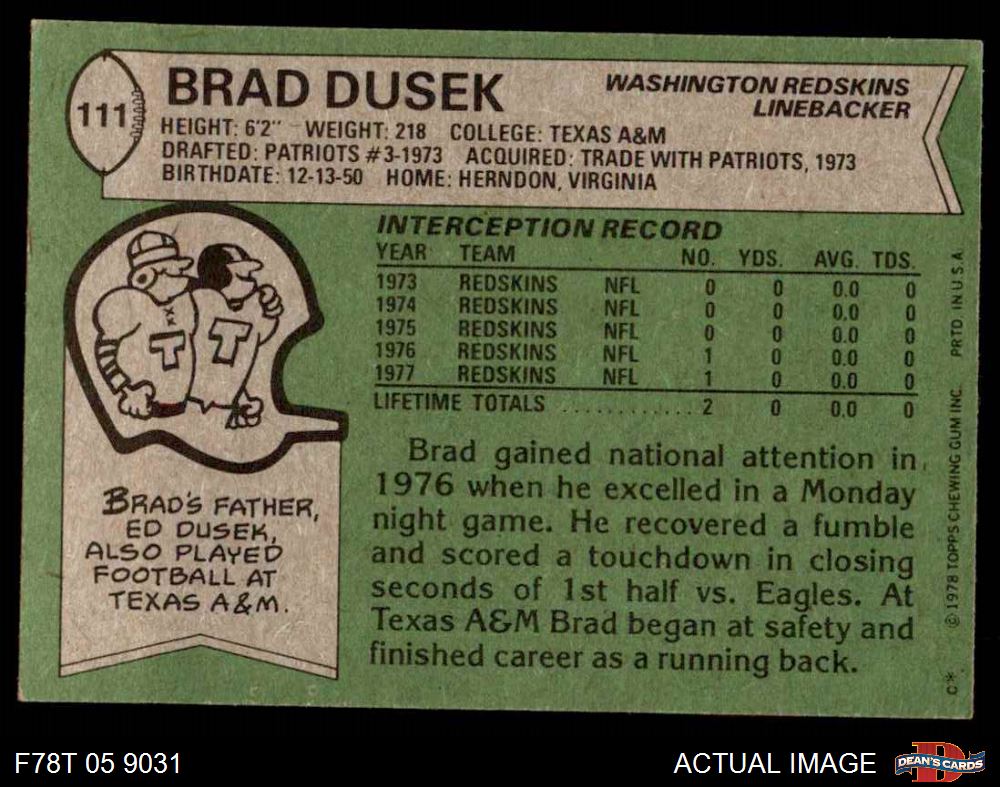 111
BRAD DUSEK
WASHINGTON REDSKINS
LINEBACKER
HEIGHT: 6'2" WEIGHT: 218 COLLEGE: TEXAS A&M
DRAFTED: PATRIOTS #3-1973 ACQUIRED: TRADE WITH PATRIOTS, 1973
BIRTHDATE: 12-13-50 HOME: HERNDON, VIRGINIA
INTERCEPTION RECORD
YEAR TEAM NO. YDS. AVG. TDS.
1973 REDSKINS NFL 0 0 0.0 0
1974 REDSKINS NFL 0 0 0.0 0
1975 REDSKINS NFL 0 0 0.0 0
1976 REDSKINS NFL 1 0 0.0 0
1977 REDSKINS NFL 1 0 0.0 0
LIFETIME TOTALS ............ 2 0 0.0 0
T T
BRAD'S FATHER,
ED DUSEK,
ALSO PLAYED
FOOTBALL AT
TEXAS A&M.
Brad gained national attention in
1976 when he excelled in a Monday
night game. He recovered a fumble
and scored a touchdown in closing
seconds of 1st half vs. Eagles. At
Texas A&M Brad began at safety and
finished career as a running back.
C* © 1978 TOPPS CHEWING GUM INC. PRTD. IN U.S.A.
F78T 05 9031
ACTUAL IMAGE
D
DEAN'S CARDS